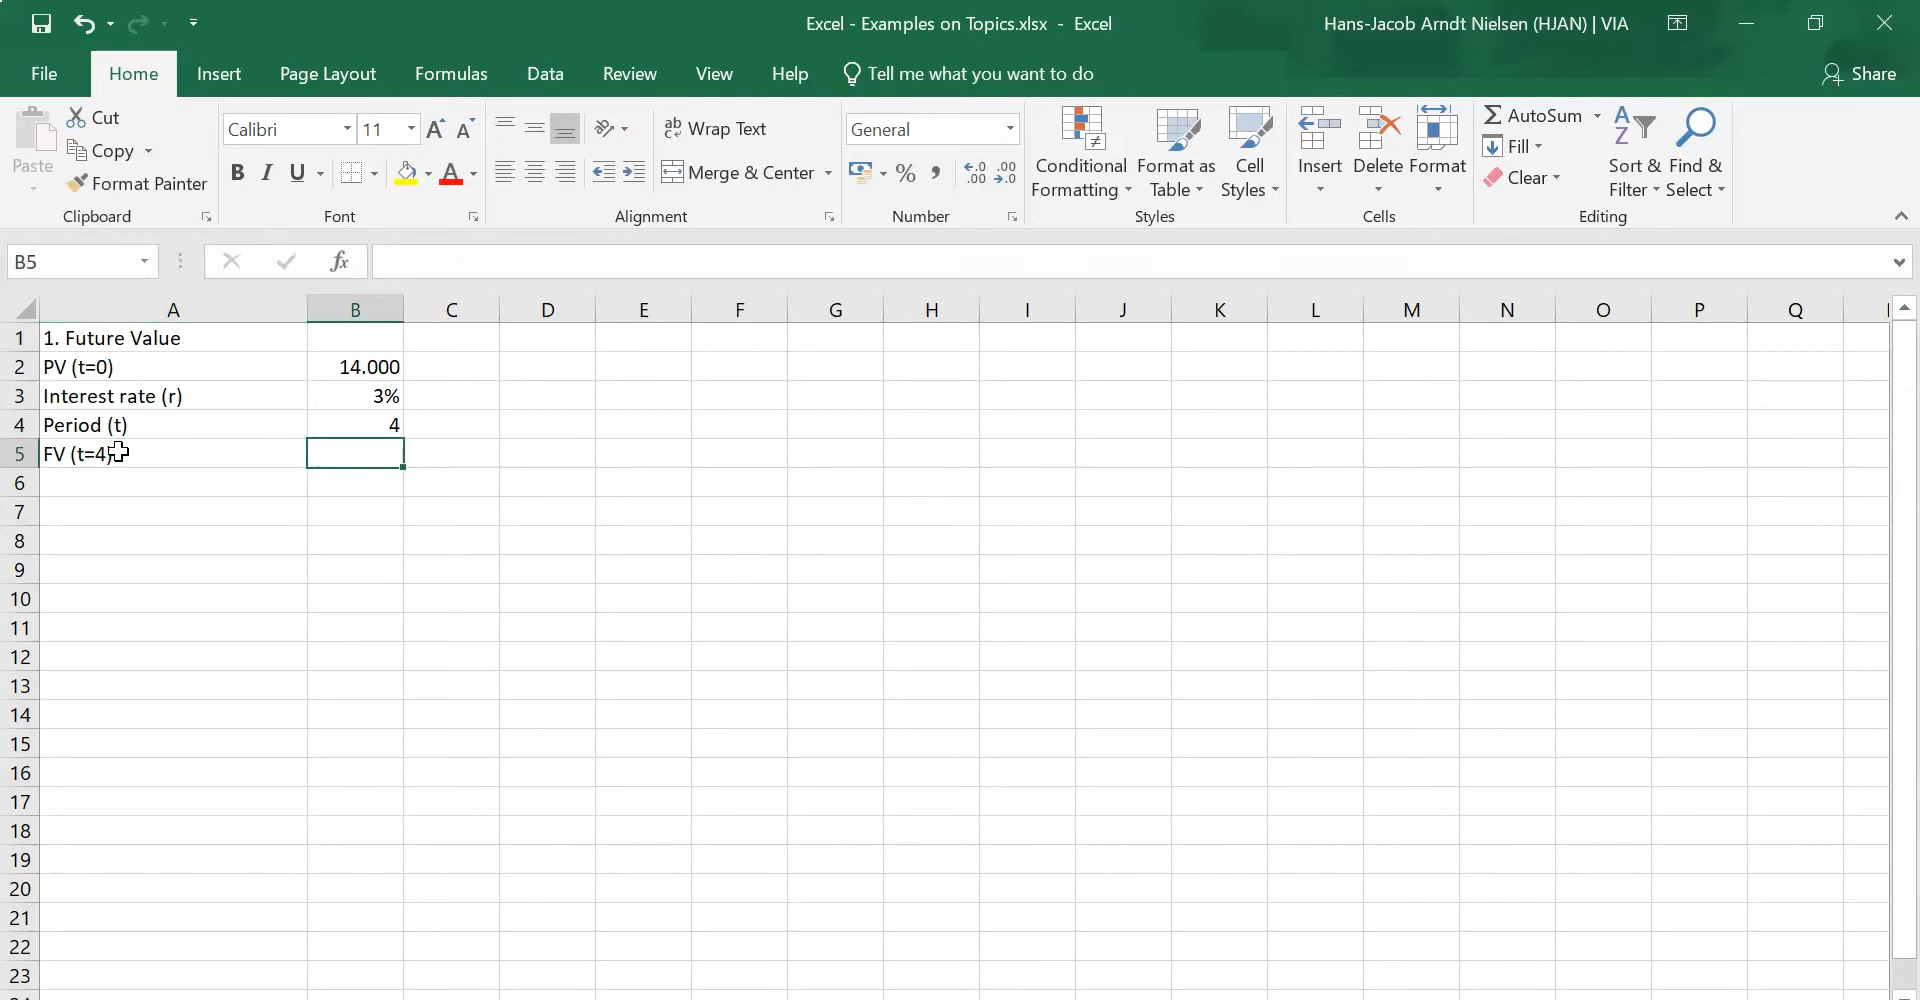 Excel - Examples on Topics.xlsx - Excel
Hans-Jacob Arndt Nielsen (HJAN) | VIA
File Home Insert Page Layout Formulas Data Review View Help Tell me what you want to do Share
Paste
Cut
Copy
Format Painter
Clipboard
Calibri 11
B I U
Font
Wrap Text
Merge & Center
Alignment
General
% ,
Number
Conditional Formatting
Format as Table
Cell Styles
Styles
Insert Delete Format
Cells
AutoSum
Fill
Clear
Sort & Filter
Find & Select
Editing
B5
fx
A B C D E F G H I J K L M N O P Q
1 1. Future Value
2 PV (t=0) 14.000
3 Interest rate (r) 3%
4 Period (t) 4
5 FV (t=4)
6
7
8
9
10
11
12
13
14
15
16
17
18
19
20
21
22
23